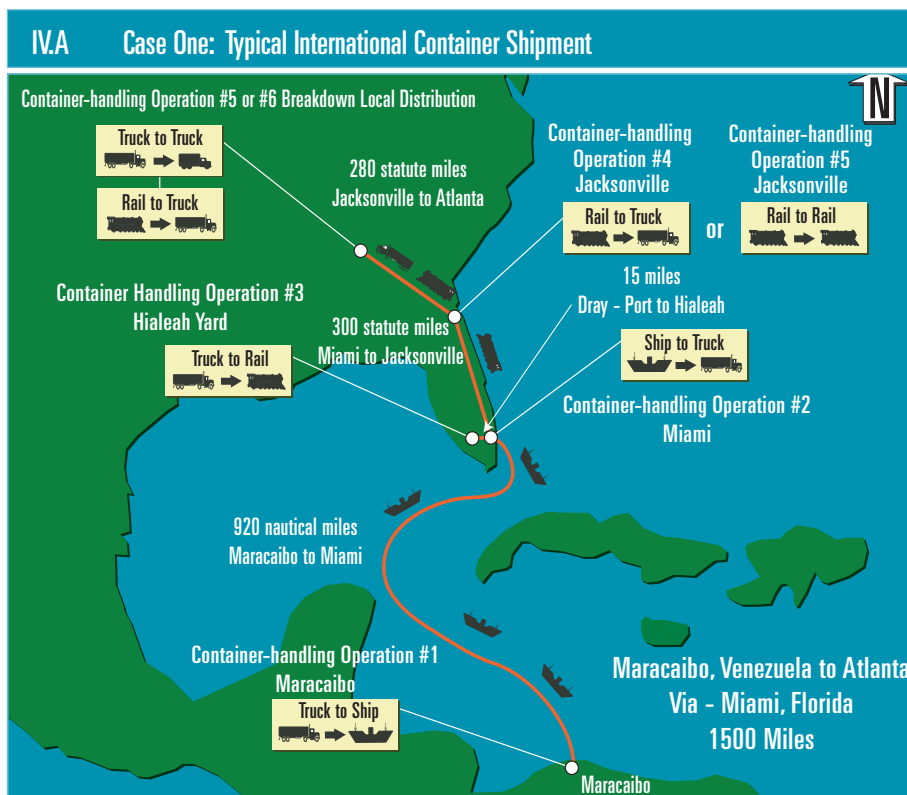 IV.A Case One: Typical International Container Shipment
N
Container-handling Operation #5 or #6 Breakdown Local Distribution
Truck to Truck
Rail to Truck
280 statute miles
Jacksonville to Atlanta
Container-handling
Operation #4
Jacksonville
Rail to Truck
or
Container-handling
Operation #5
Jacksonville
Rail to Rail
15 miles
Dray - Port to Hialeah
Container Handling Operation #3
Hialeah Yard
Truck to Rail
300 statute miles
Miami to Jacksonville
Ship to Truck
Container-handling Operation #2
Miami
920 nautical miles
Maracaibo to Miami
Container-handling Operation #1
Maracaibo
Truck to Ship
Maracaibo, Venezuela to Atlanta
Via - Miami, Florida
1500 Miles
Maracaibo